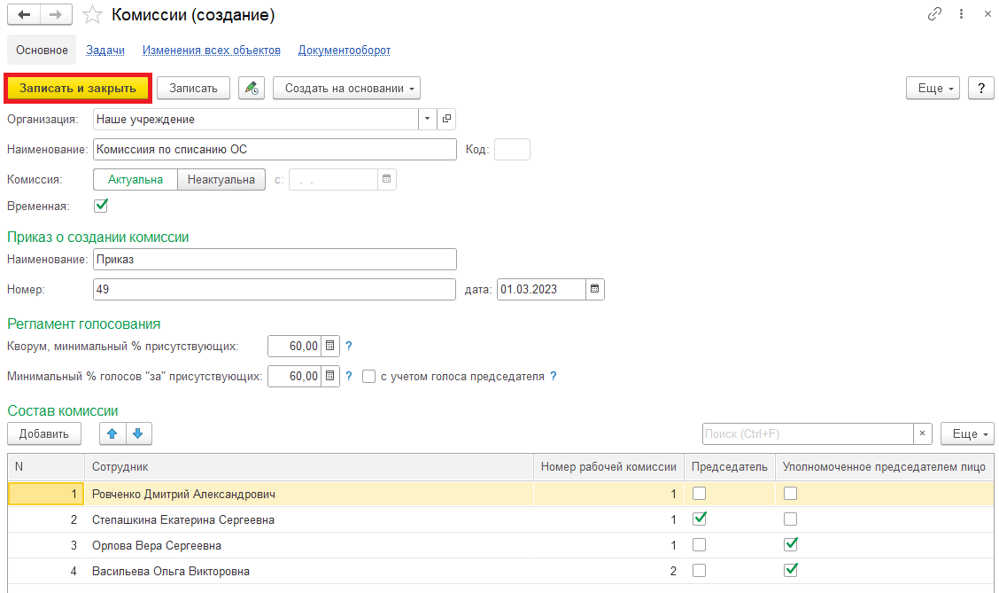 Комиссии (создание)
Основное Задачи Изменения всех объектов Документооборот
Записать и закрыть Записать Создать на основании Еще ?
Организация: Наше учреждение
Наименование: Комиссиия по списанию ОС Код:
Комиссия: Актуальна Неактуальна с: . .
Временная:
Приказ о создании комиссии
Наименование: Приказ
Номер: 49 дата: 01.03.2023
Регламент голосования
Кворум, минимальный % присутствующих: 60,00 ?
Минимальный % голосов "за" присутствующих: 60,00 ? с учетом голоса председателя ?
Состав комиссии
Добавить Поиск (Ctrl+F) × Еще
N Сотрудник Номер рабочей комиссии Председатель Уполномоченное председателем лицо
1 Ровченко Дмитрий Александрович 1
2 Степашкина Екатерина Сергеевна 1
3 Орлова Вера Сергеевна 1
4 Васильева Ольга Викторовна 2